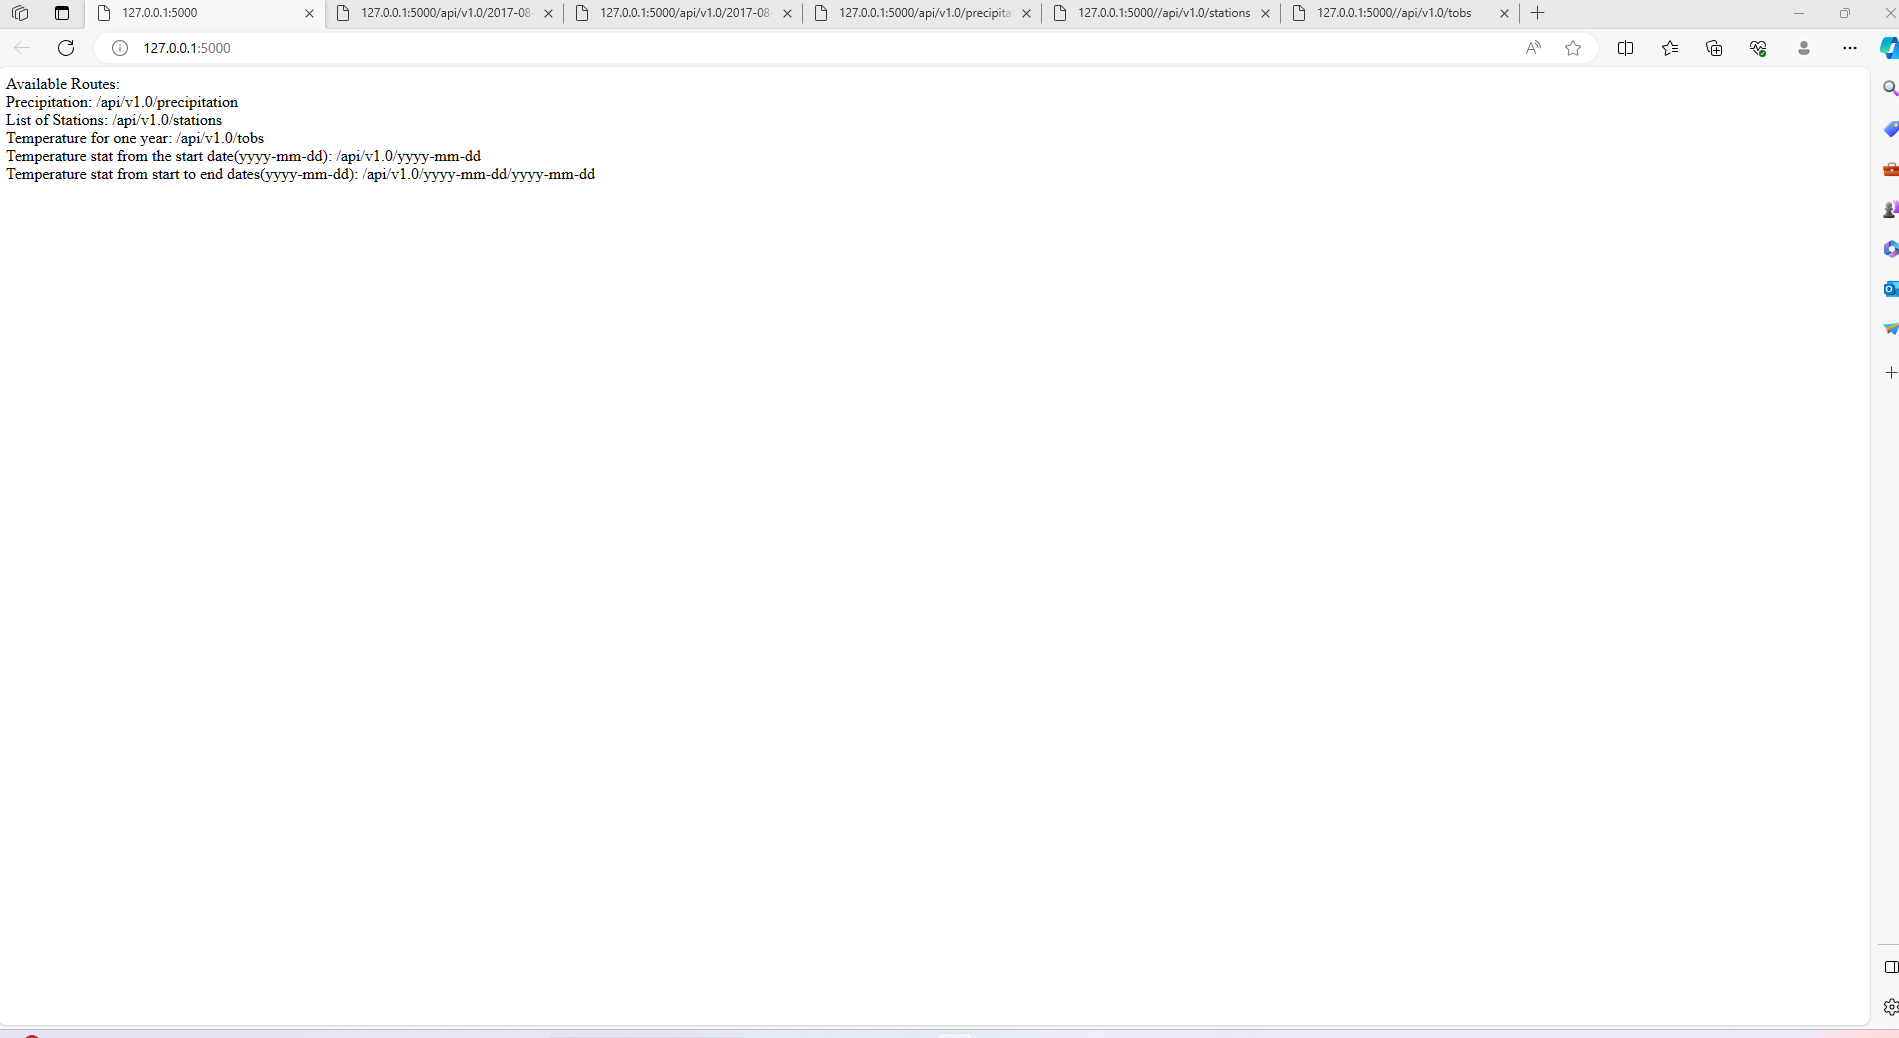 127.0.0.1:5000
127.0.0.1:5000/api/v1.0/2017-08-
127.0.0.1:5000/api/v1.0/2017-08-
127.0.0.1:5000/api/v1.0/precipita
127.0.0.1:5000//api/v1.0/stations
127.0.0.1:5000//api/v1.0/tobs
127.0.0.1:5000
Available Routes:
Precipitation: /api/v1.0/precipitation
List of Stations: /api/v1.0/stations
Temperature for one year: /api/v1.0/tobs
Temperature stat from the start date(yyyy-mm-dd): /api/v1.0/yyyy-mm-dd
Temperature stat from start to end dates(yyyy-mm-dd): /api/v1.0/yyyy-mm-dd/yyyy-mm-dd